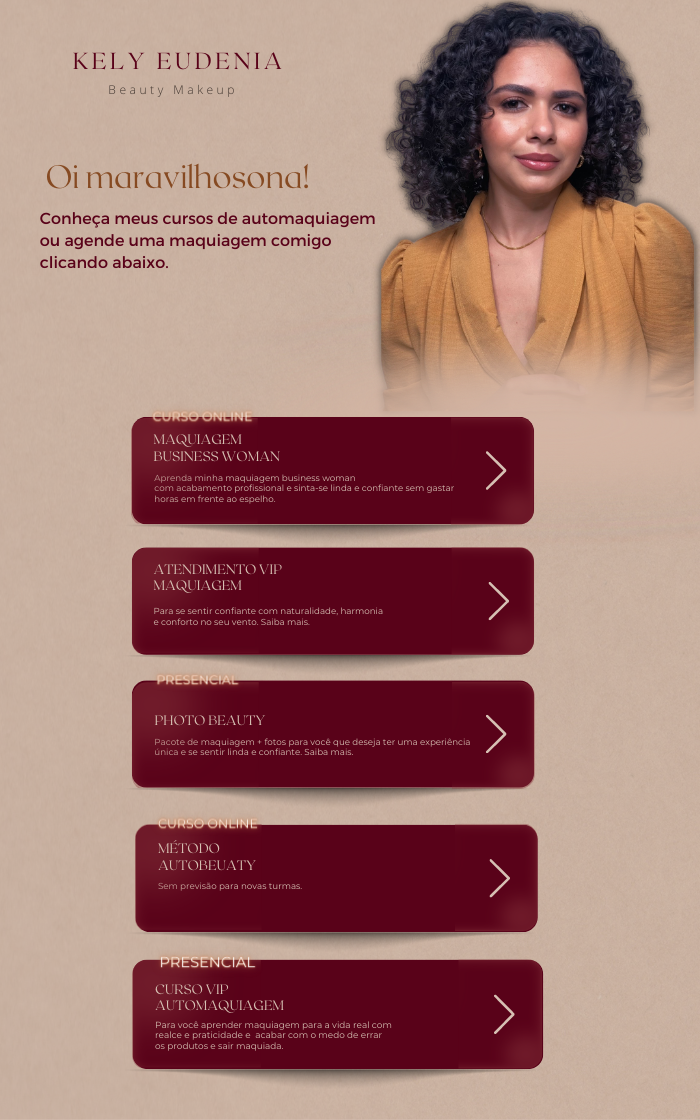 KELY EUDENIA
Beauty Makeup
Oi maravilhosona!
Conheça meus cursos de automaquiagem
ou agende uma maquiagem comigo
clicando abaixo.
CURSO ONLINE
MAQUIAGEM
BUSINESS WOMAN
Aprenda minha maquiagem business woman
com acabamento profissional e sinta-se linda e confiante sem gastar
horas em frente ao espelho.
ATENDIMENTO VIP
MAQUIAGEM
Para se sentir confiante com naturalidade, harmonia
e conforto no seu vento. Saiba mais.
PRESENCIAL
PHOTO BEAUTY
Pacote de maquiagem + fotos para você que deseja ter uma experiência
única e se sentir linda e confiante. Saiba mais.
CURSO ONLINE
MÉTODO
AUTOBEUATY
Sem previsão para novas turmas.
PRESENCIAL
CURSO VIP
AUTOMAQUIAGEM
Para você aprender maquiagem para a vida real com
realce e praticidade e acabar com o medo de errar
os produtos e sair maquiada.